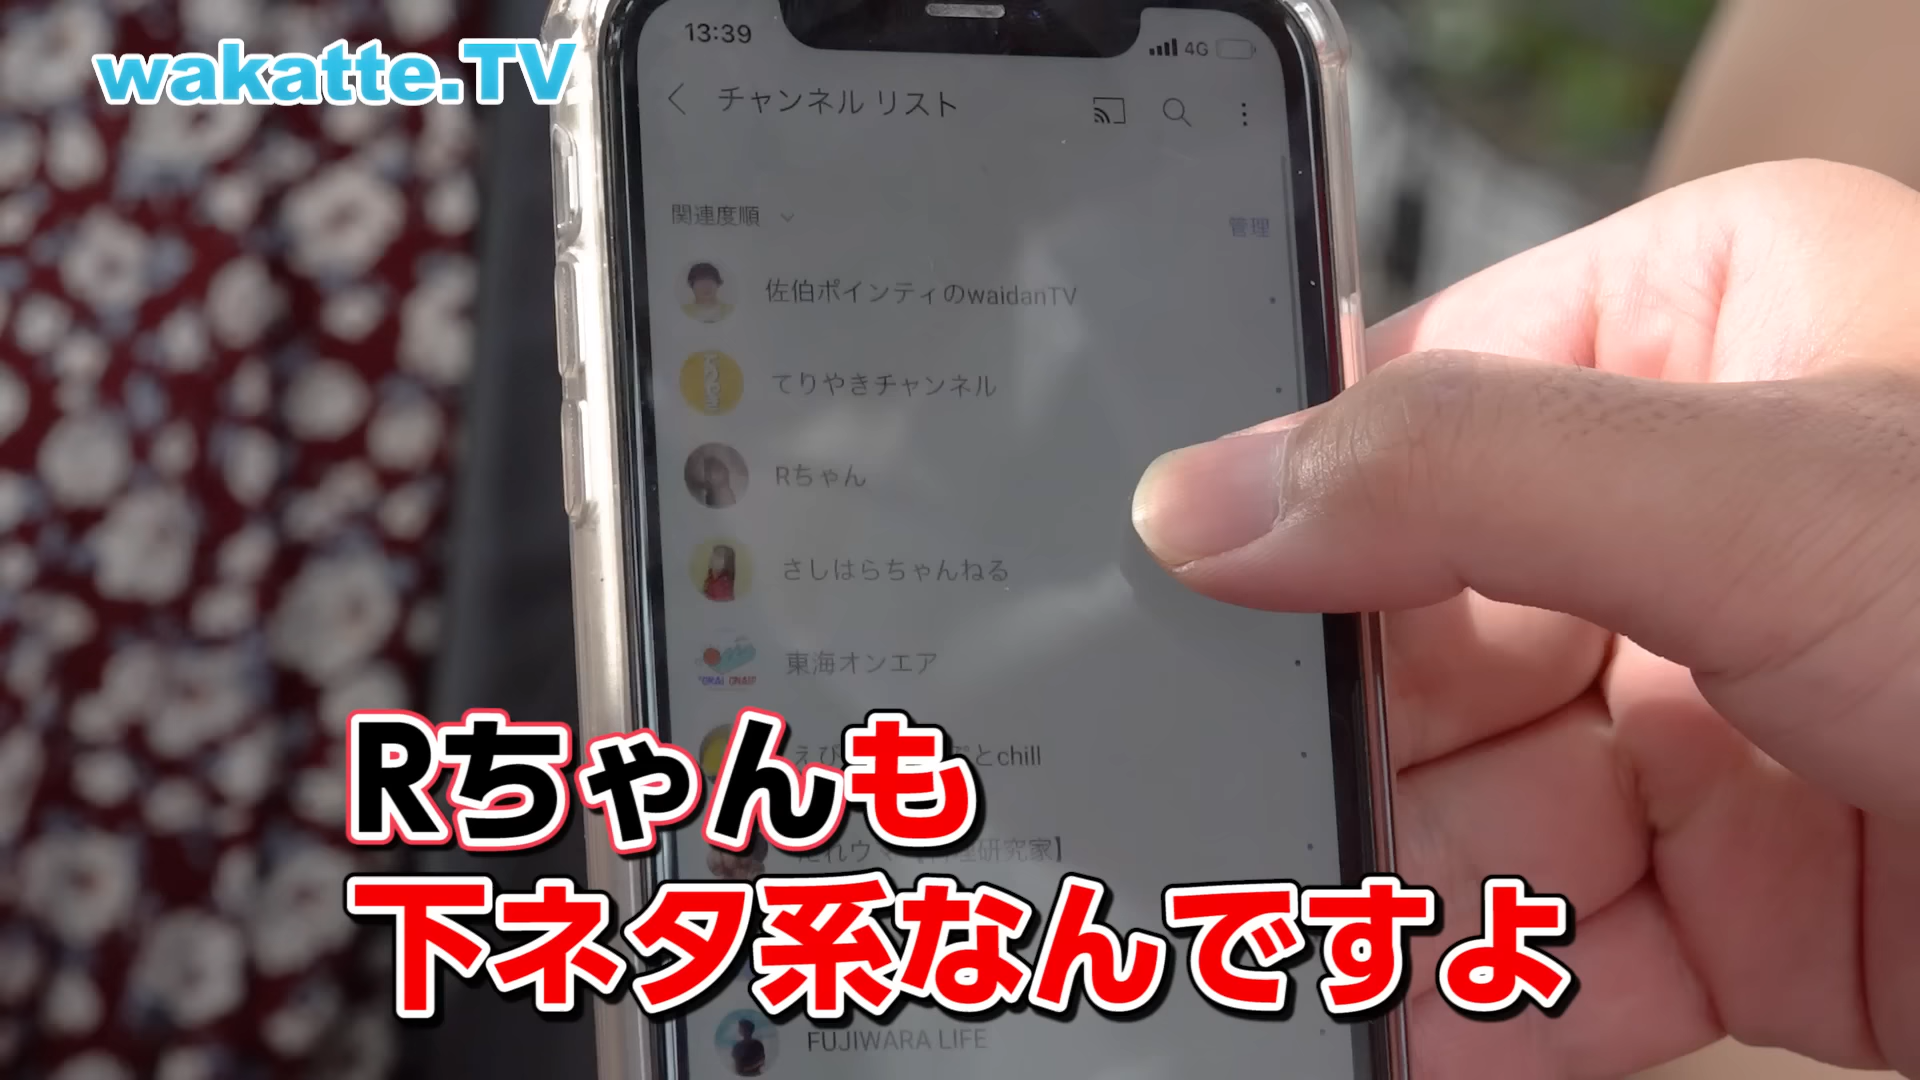 wakatte.TV
13:39
4G
チャンネル リスト
関連度順
管理
佐伯ポインティのwaidanTV
てりやきチャンネル
Rちゃん
さしはらちゃんねる
東海オンエア
とchill
研究家】
Rちゃんも
下ネタ系なんですよ
FUJIWARA LIFE